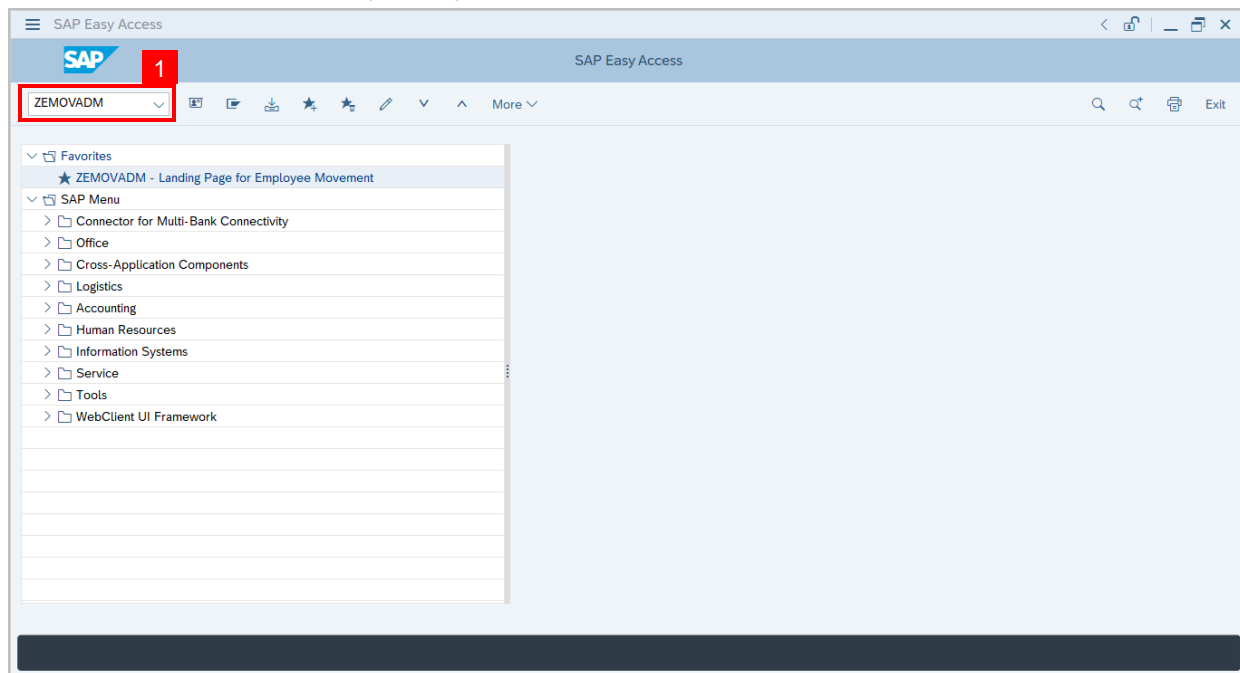 SAP Easy Access
SAP
1
SAP Easy Access
ZEMOVADM
More
Exit
Favorites
ZEMOVADM - Landing Page for Employee Movement
SAP Menu
Connector for Multi-Bank Connectivity
Office
Cross-Application Components
Logistics
Accounting
Human Resources
Information Systems
Service
Tools
WebClient UI Framework